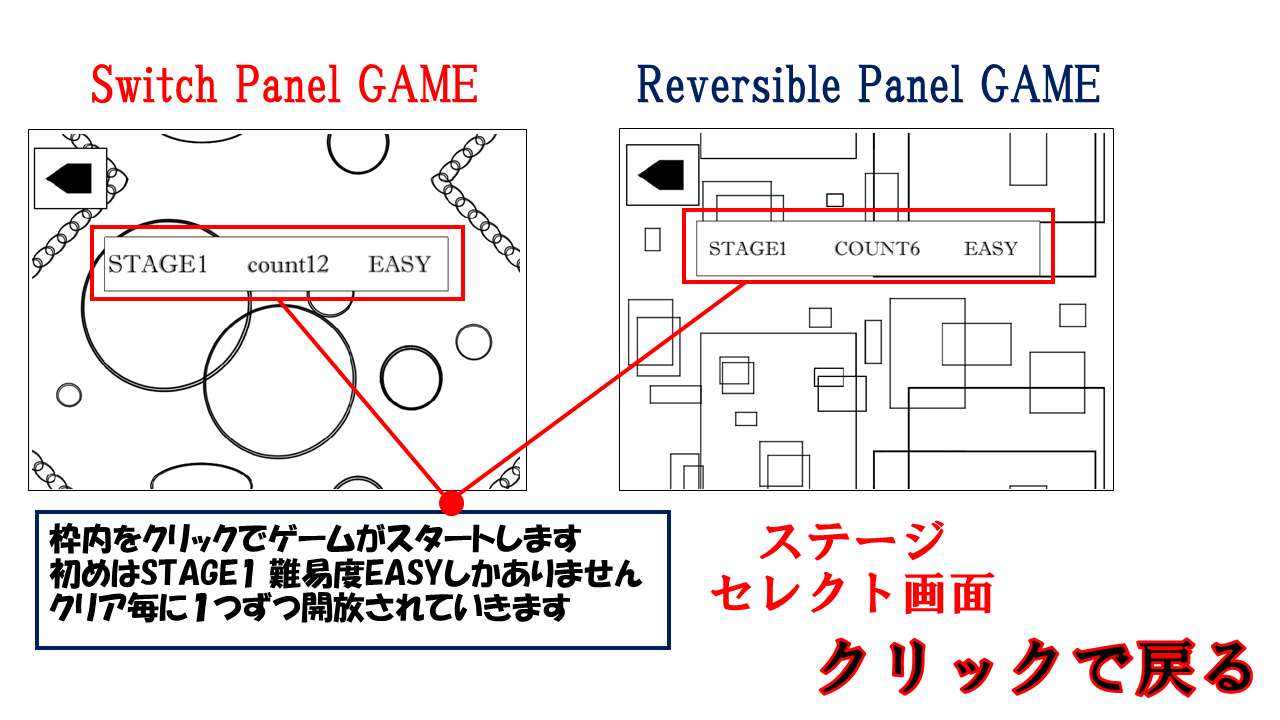 Switch Panel GAME
Reversible Panel GAME
STAGE1 count12 EASY
STAGE1 COUNT6 EASY
枠内をクリックでゲームがスタートします
初めはSTAGE1 難易度EASYしかありません
クリア毎に1つずつ開放されていきます
ステージ
セレクト画面
クリックで戻る